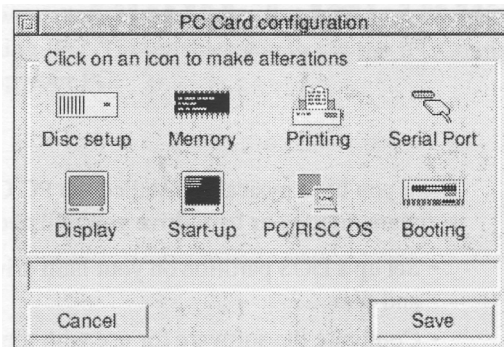 PC Card configuration
Click on an icon to make alterations
Disc setup Memory Printing Serial Port
Display Start-up PC/RISC OS Booting
Cancel Save